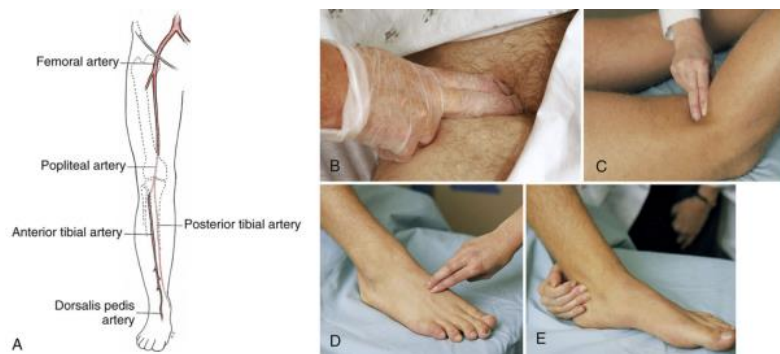 Femoral artery
Popliteal artery
Anterior tibial artery
Posterior tibial artery
Dorsalis pedis
artery
A
B
C
D
E